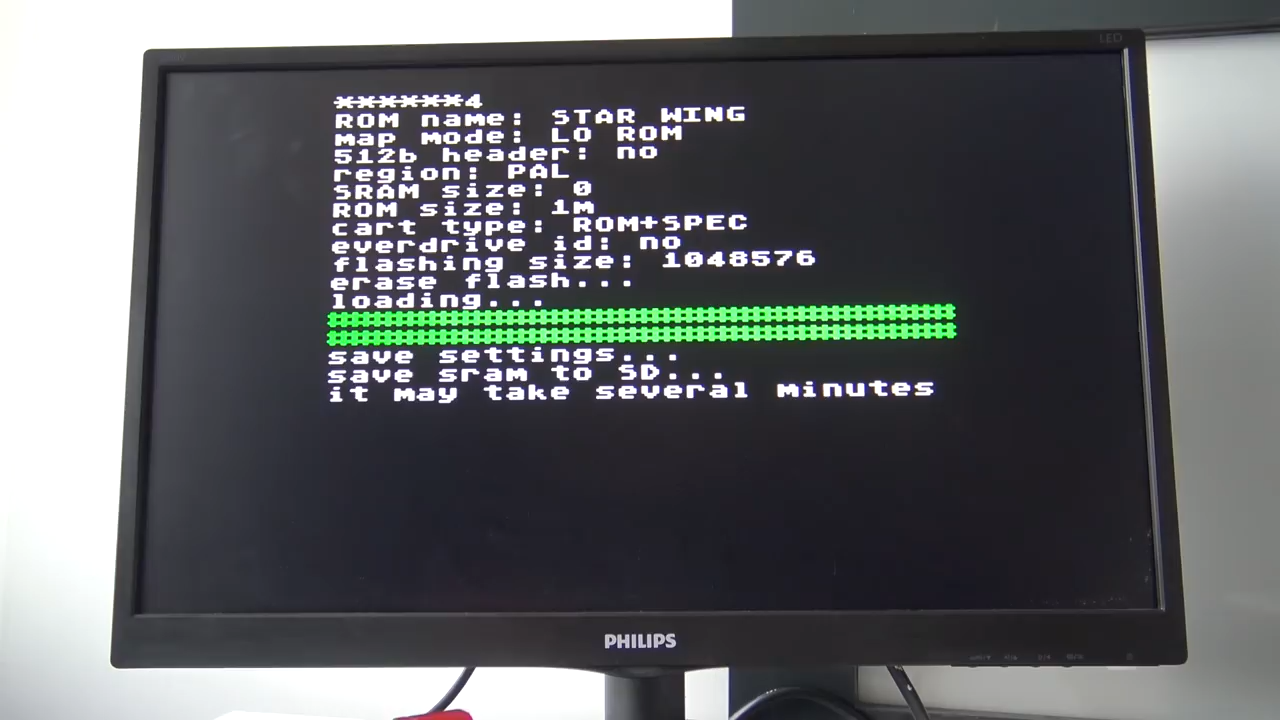 ××××××4
ROM name: STAR WING
map mode: LO ROM
512b header: no
region: PAL
SRAM size: 0
ROM size: 1m
cart type: ROM+SPEC
everdrive id: no
flashing size: 1048576
erase flash...
loading...
save settings...
save sram to SD...
it may take several minutes
PHILIPS
LED